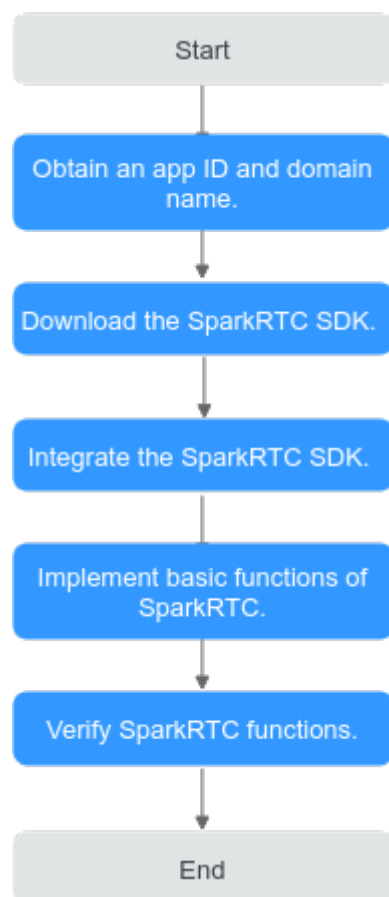 Start
Obtain an app ID and domain
name.
Download the SparkRTC SDK.
Integrate the SparkRTC SDK.
Implement basic functions of
SparkRTC.
Verify SparkRTC functions.
End